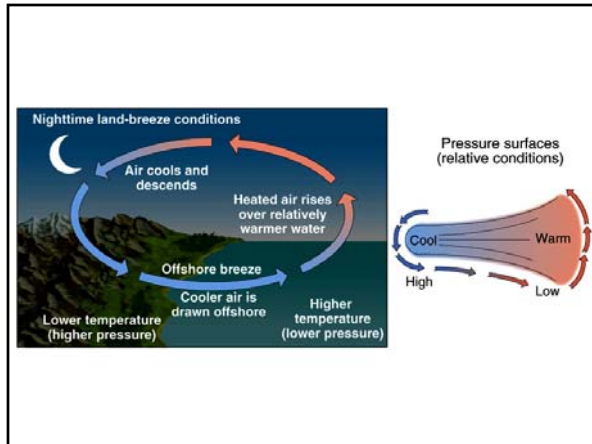 Nighttime land-breeze conditions
Air cools and
descends
Heated air rises
over relatively
warmer water
Offshore breeze
Cooler air is
drawn offshore
Lower temperature
(higher pressure)
Higher
temperature
(lower pressure)
Pressure surfaces
(relative conditions)
Cool
Warm
High
Low